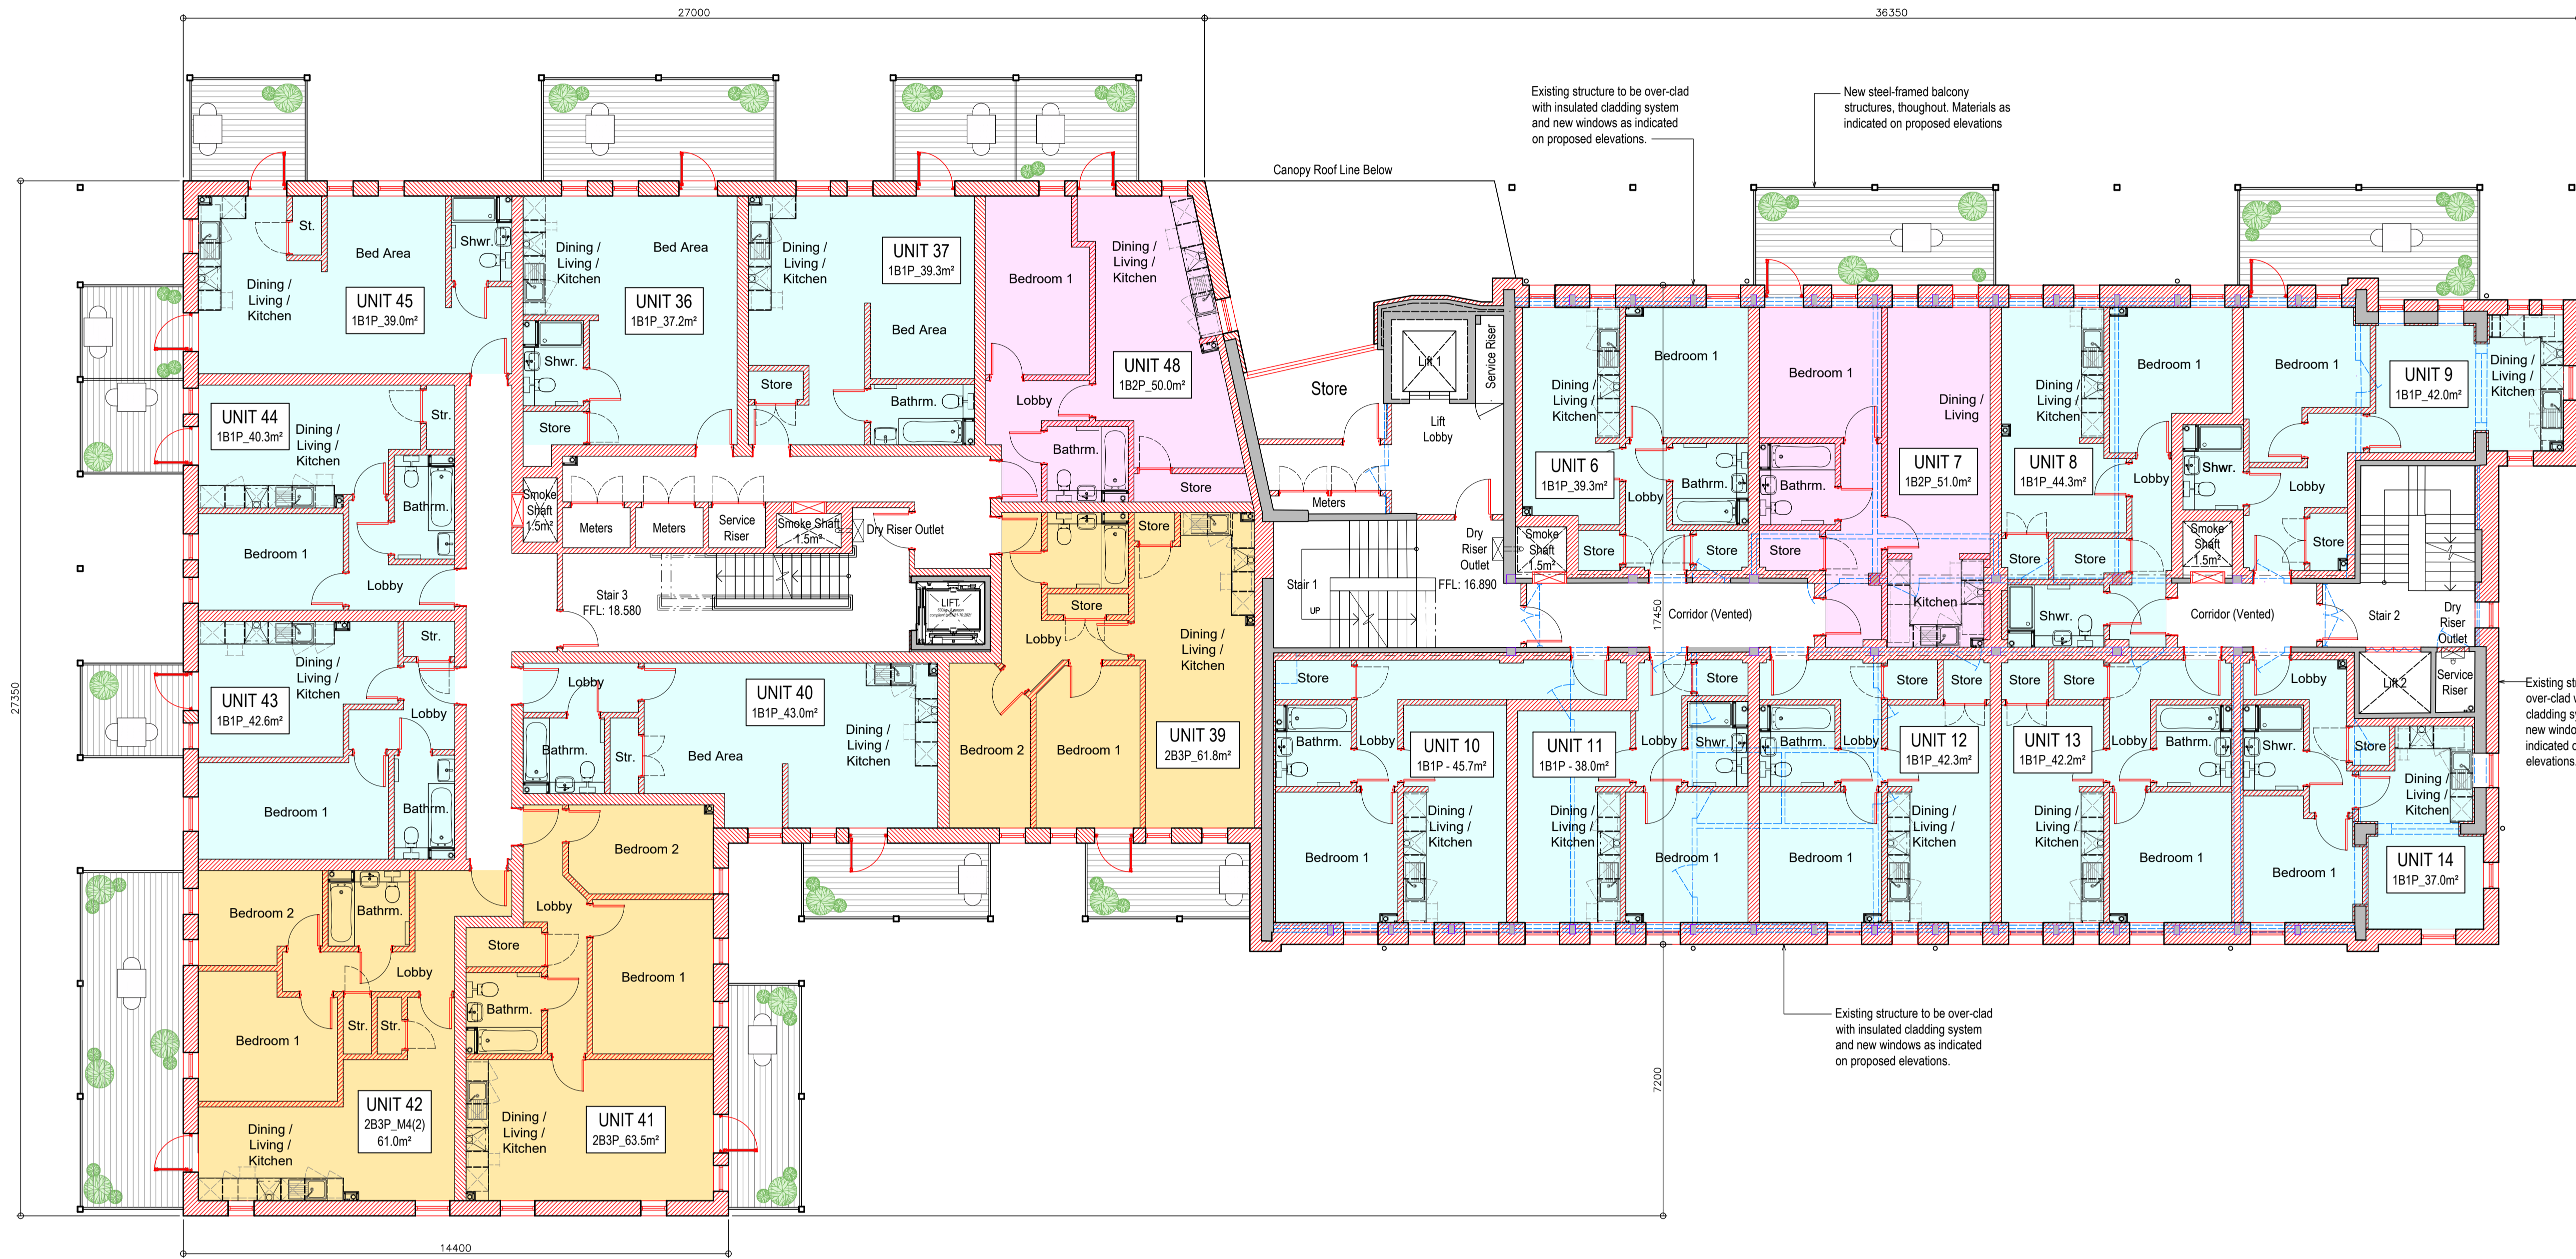 27000
36350
Existing structure to be over-clad
with insulated cladding system
and new windows as indicated
on proposed elevations.
New steel-framed balcony
structures, thoughout. Materials as
indicated on proposed elevations
Canopy Roof Line Below
St.
Shwr.
Bed Area
Dining /
Living /
Kitchen
UNIT 45
1B1P_39.0m²
Dining /
Living /
Kitchen
Bed Area
UNIT 36
1B1P_37.2m²
Shwr.
Store
Dining /
Living /
Kitchen
UNIT 37
1B1P_39.3m²
Bed Area
Store
Bathrm.
Bedroom 1
Dining /
Living /
Kitchen
UNIT 48
1B2P_50.0m²
Lobby
Bathrm.
Store
Store
Lift 1
Service Riser
Lift
Lobby
Meters
Dining /
Living /
Kitchen
Bedroom 1
UNIT 6
1B1P_39.3m²
Lobby
Bathrm.
Store
Store
Smoke
Shaft
1.5m²
Bedroom 1
Dining /
Living
UNIT 7
1B2P_51.0m²
Bathrm.
Store
Kitchen
Dining /
Living /
Kitchen
Bedroom 1
UNIT 8
1B1P_44.3m²
Lobby
Store
Store
Shwr.
Bedroom 1
UNIT 9
1B1P_42.0m²
Dining /
Living /
Kitchen
Shwr.
Lobby
Store
Smoke
Shaft
1.5m²
UNIT 44
1B1P_40.3m²
Dining /
Living /
Kitchen
Str.
Bathrm.
Bedroom 1
Lobby
Smoke
Shaft
1.5m²
Meters
Meters
Service
Riser
Smoke Shaft
1.5m²
Dry Riser Outlet
Stair 3
FFL: 18.580
LIFT
Store
Store
Lobby
Dining /
Living /
Kitchen
UNIT 39
2B3P_61.8m²
Bedroom 2
Bedroom 1
Stair 1
UP
Dry
Riser
Outlet
FFL: 16.890
17450
Corridor (Vented)
Corridor (Vented)
Stair 2
Dry
Riser
Outlet
Lift 2
Service
Riser
27350
UNIT 43
1B1P_42.6m²
Dining /
Living /
Kitchen
Str.
Lobby
Bedroom 1
Bathrm.
Lobby
UNIT 40
1B1P_43.0m²
Bathrm.
Str.
Bed Area
Dining /
Living /
Kitchen
Store
Bathrm.
Lobby
UNIT 10
1B1P - 45.7m²
Dining /
Living /
Kitchen
Bedroom 1
UNIT 11
1B1P - 38.0m²
Lobby
Store
Shwr.
Dining /
Living /
Kitchen
Bedroom 1
Bathrm.
Lobby
Store
Store
UNIT 12
1B1P_42.3m²
Dining /
Living /
Kitchen
Bedroom 1
Store
Store
UNIT 13
1B1P_42.2m²
Lobby
Bathrm.
Dining /
Living /
Kitchen
Bedroom 1
Lobby
Shwr.
Store
Dining /
Living /
Kitchen
Bedroom 1
UNIT 14
1B1P_37.0m²
Existing str
over-clad w
cladding sy
new windo
indicated o
elevations.
Bedroom 2
Bathrm.
Lobby
Bedroom 1
Str.
Str.
UNIT 42
2B3P_M4(2)
61.0m²
Dining /
Living /
Kitchen
Bedroom 2
Lobby
Store
Bedroom 1
Bathrm.
UNIT 41
2B3P_63.5m²
Dining /
Living /
Kitchen
Existing structure to be over-clad
with insulated cladding system
and new windows as indicated
on proposed elevations.
7200
14400